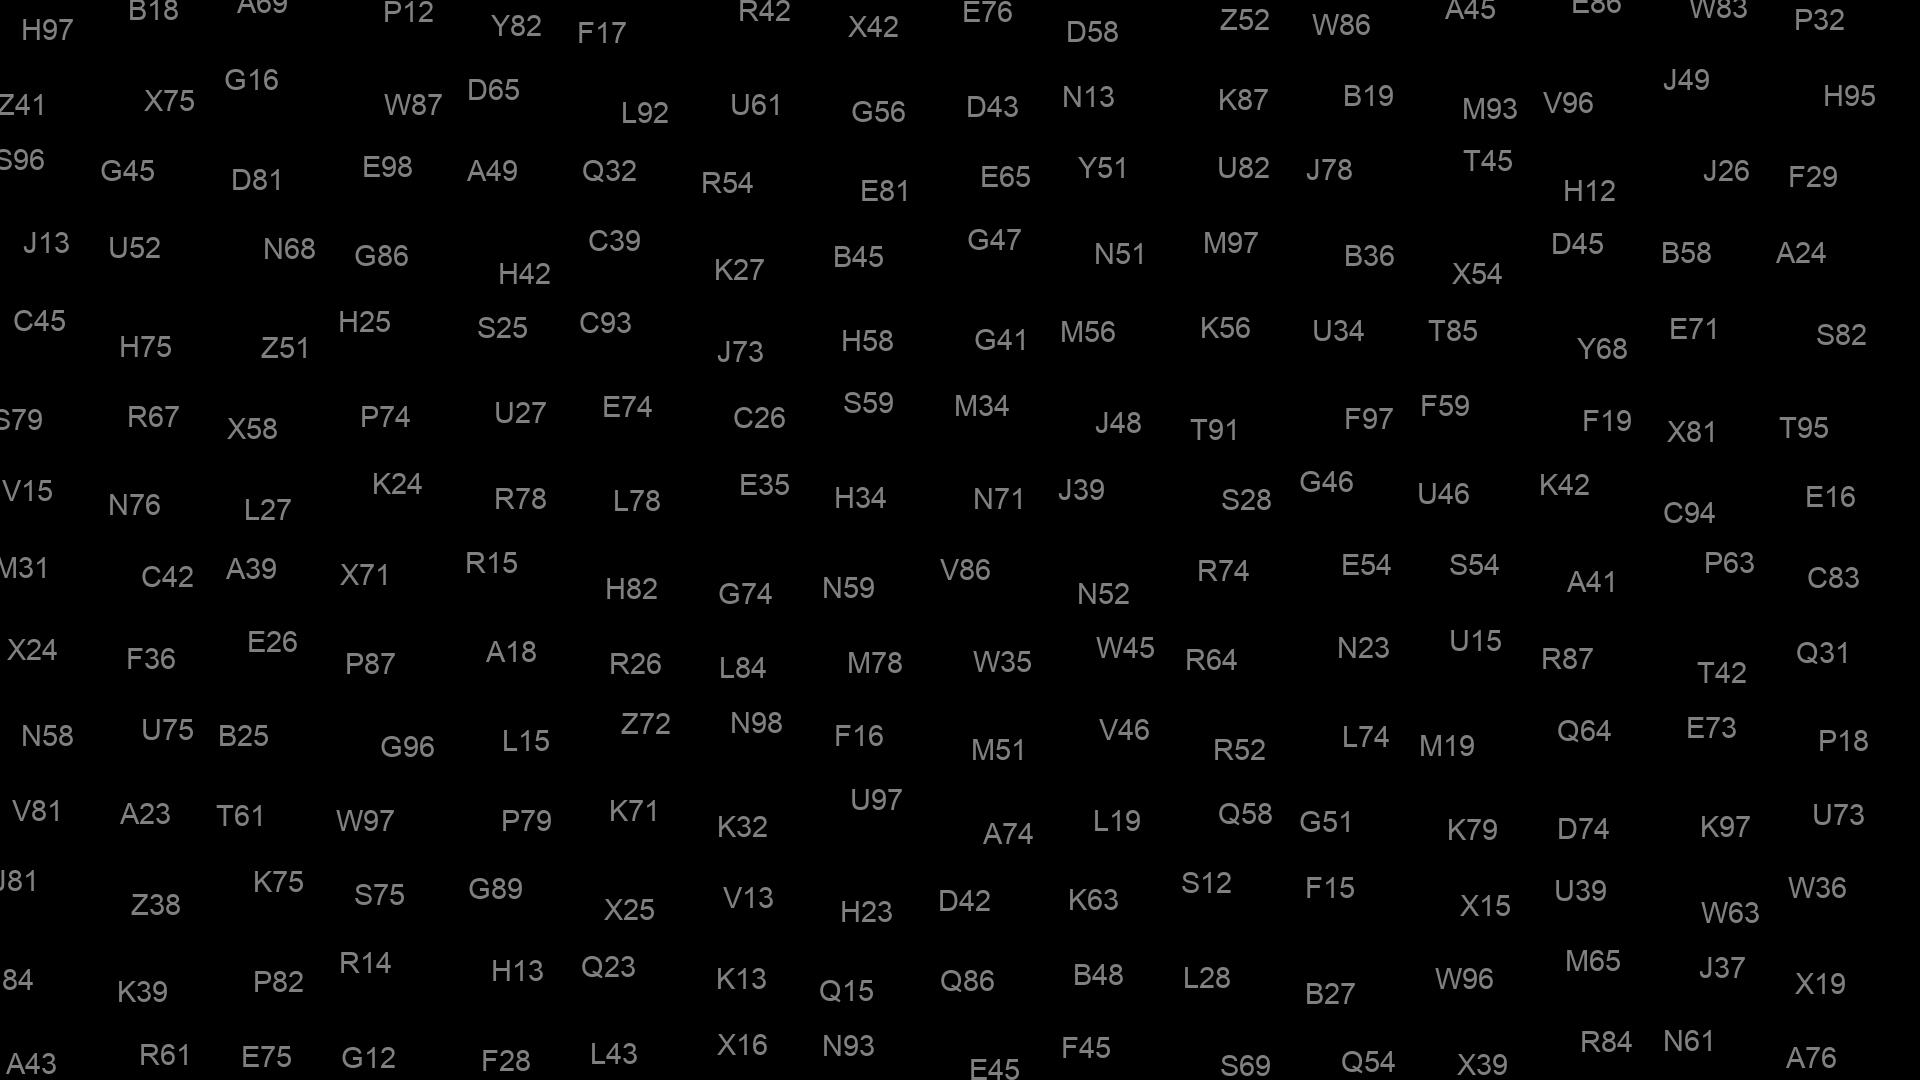 H97 B18 A69 P12 Y82 F17 R42 X42 E76 D58 Z52 W86 A45 E86 W83 P32
Z41 X75 G16 W87 D65 L92 U61 G56 D43 N13 K87 B19 M93 V96 J49 H95
S96 G45 D81 E98 A49 Q32 R54 E81 E65 Y51 U82 J78 T45 H12 J26 F29
J13 U52 N68 G86 H42 C39 K27 B45 G47 N51 M97 B36 X54 D45 B58 A24
C45 H75 Z51 H25 S25 C93 J73 H58 G41 M56 K56 U34 T85 Y68 E71 S82
S79 R67 X58 P74 U27 E74 C26 S59 M34 J48 T91 F97 F59 F19 X81 T95
V15 N76 L27 K24 R78 L78 E35 H34 N71 J39 S28 G46 U46 K42 C94 E16
M31 C42 A39 X71 R15 H82 G74 N59 V86 N52 R74 E54 S54 A41 P63 C83
X24 F36 E26 P87 A18 R26 L84 M78 W35 W45 R64 N23 U15 R87 T42 Q31
N58 U75 B25 G96 L15 Z72 N98 F16 M51 V46 R52 L74 M19 Q64 E73 P18
V81 A23 T61 W97 P79 K71 K32 U97 A74 L19 Q58 G51 K79 D74 K97 U73
J81 Z38 K75 S75 G89 X25 V13 H23 D42 K63 S12 F15 X15 U39 W63 W36
84 K39 P82 R14 H13 Q23 K13 Q15 Q86 B48 L28 B27 W96 M65 J37 X19
A43 R61 E75 G12 F28 L43 X16 N93 E45 F45 S69 Q54 X39 R84 N61 A76